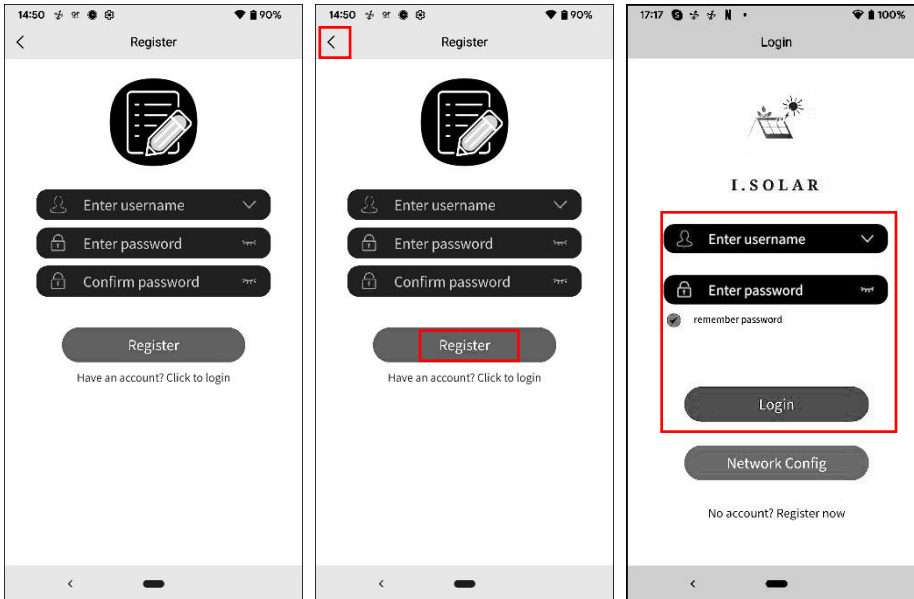 14:50 90%
Register
Enter username
Enter password
Confirm password
Register
Have an account? Click to login
14:50 90%
Register
Enter username
Enter password
Confirm password
Register
Have an account? Click to login
17:17 S N 100%
Login
I.SOLAR
Enter username
Enter password
remember password
Login
Network Config
No account? Register now